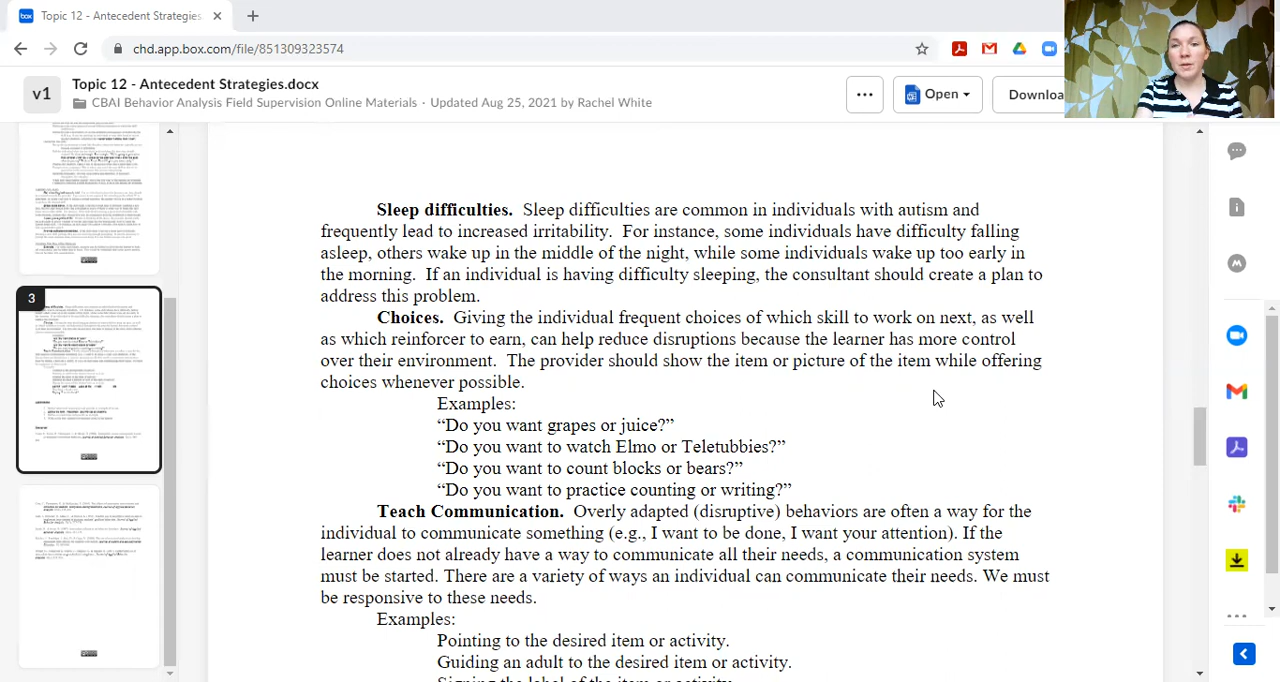 Topic 12 - Antecedent Strategies.
chd.app.box.com/file/851309323574
v1
Topic 12 - Antecedent Strategies.docx
CBAI Behavior Analysis Field Supervision Online Materials · Updated Aug 25, 2021 by Rachel White
Open
Downloa
3
Sleep difficulties. Sleep difficulties are common in individuals with autism and
frequently lead to increased irritability. For instance, some individuals have difficulty falling
asleep, others wake up in the middle of the night, while some individuals wake up too early in
the morning. If an individual is having difficulty sleeping, the consultant should create a plan to
address this problem.
Choices. Giving the individual frequent choices of which skill to work on next, as well
as which reinforcer to earn, can help reduce disruptions because the learner has more control
over their environment. The provider should show the item or picture of the item while offering
choices whenever possible.
Examples:
“Do you want grapes or juice?”
“Do you want to watch Elmo or Teletubbies?”
“Do you want to count blocks or bears?”
“Do you want to practice counting or writing?”
Teach Communication. Overly adapted (disruptive) behaviors are often a way for the
individual to communicate something (e.g., I want to be done, I want your attention). If the
learner does not already have a way to communicate all their needs, a communication system
must be started. There are a variety of ways an individual can communicate their needs. We must
be responsive to these needs.
Examples:
Pointing to the desired item or activity.
Guiding an adult to the desired item or activity.
Signing the label of the item or activity.